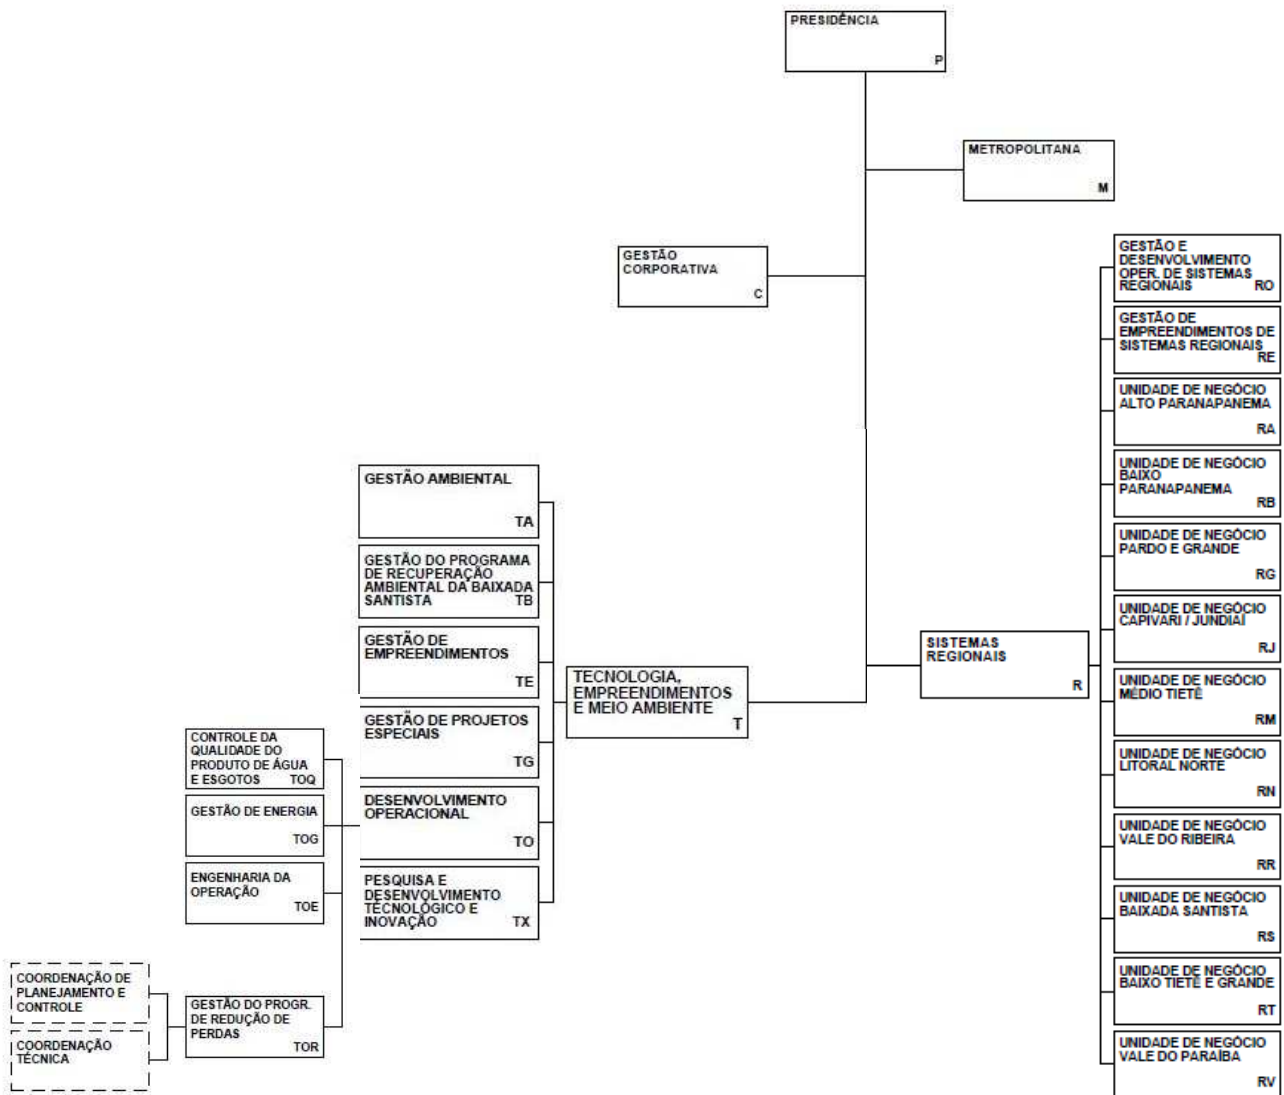 PRESIDÊNCIA
P
METROPOLITANA
M
GESTÃO
CORPORATIVA
C
GESTÃO E
DESENVOLVIMENTO
OPER. DE SISTEMAS
REGIONAIS RO
GESTÃO DE
EMPREENDIMENTOS DE
SISTEMAS REGIONAIS
RE
UNIDADE DE NEGÓCIO
ALTO PARANAPANEMA
RA
UNIDADE DE NEGÓCIO
BAIXO
PARANAPANEMA
RB
UNIDADE DE NEGÓCIO
PARDO E GRANDE
RG
UNIDADE DE NEGÓCIO
CAPIVARI / JUNDIAÍ
RJ
UNIDADE DE NEGÓCIO
MÉDIO TIETÊ
RM
UNIDADE DE NEGÓCIO
LITORAL NORTE
RN
UNIDADE DE NEGÓCIO
VALE DO RIBEIRA
RR
UNIDADE DE NEGÓCIO
BAIXADA SANTISTA
RS
UNIDADE DE NEGÓCIO
BAIXO TIETÊ E GRANDE
RT
UNIDADE DE NEGÓCIO
VALE DO PARAÍBA
RV
SISTEMAS
REGIONAIS
R
TECNOLOGIA,
EMPREENDIMENTOS
E MEIO AMBIENTE
T
GESTÃO AMBIENTAL
TA
GESTÃO DO PROGRAMA
DE RECUPERAÇÃO
AMBIENTAL DA BAIXADA
SANTISTA TB
GESTÃO DE
EMPREENDIMENTOS
TE
GESTÃO DE PROJETOS
ESPECIAIS
TG
DESENVOLVIMENTO
OPERACIONAL
TO
PESQUISA E
DESENVOLVIMENTO
TÉCNOLÓGICO E
INOVAÇÃO TX
CONTROLE DA
QUALIDADE DO
PRODUTO DE ÁGUA
E ESGOTOS TOQ
GESTÃO DE ENERGIA
TOG
ENGENHARIA DA
OPERAÇÃO
TOE
GESTÃO DO PROGR.
DE REDUÇÃO DE
PERDAS
TOR
COORDENAÇÃO DE
PLANEJAMENTO E
CONTROLE
COORDENAÇÃO
TÉCNICA